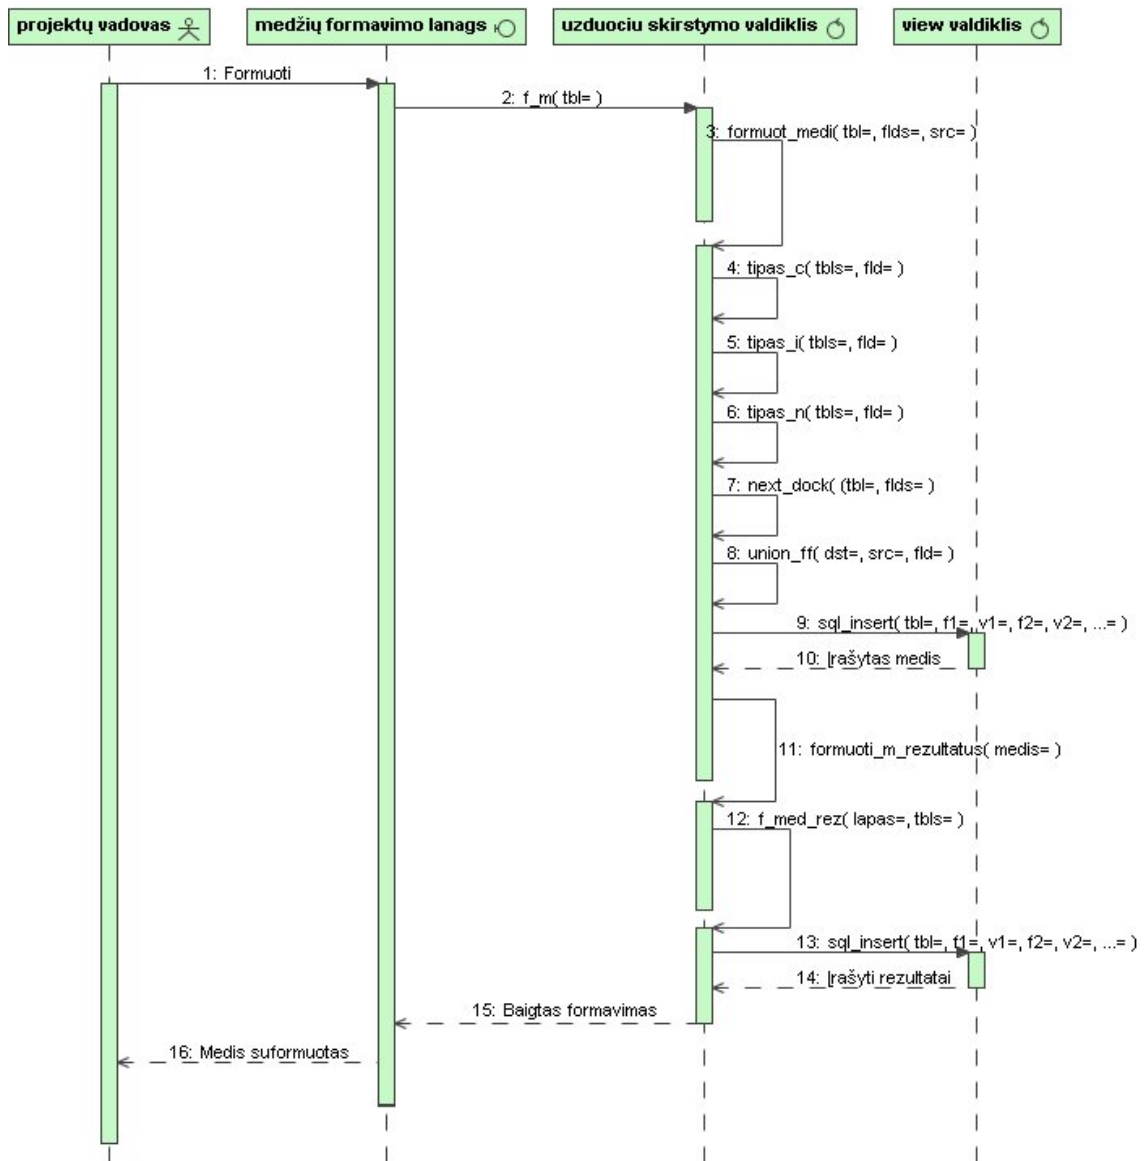 projektų vadovas
medžių formavimo lanags
uzduociu skirstymo valdiklis
view valdiklis
1: Formuoti
2: f_m( tbl= )
3: formuot_medi( tbl=, flds=, src= )
4: tipas_c( tbls=, fld= )
5: tipas_i( tbls=, fld= )
6: tipas_n( tbls=, fld= )
7: next_dock( (tbl=, flds= )
8: union_ff( dst=, src=, fld= )
9: sql_insert( tbl=, f1=, v1=, f2=, v2=, ...= )
10: Įrašytas medis
11: formuoti_m_rezultatus( medis= )
12: f_med_rez( lapas=, tbls= )
13: sql_insert( tbl=, f1=, v1=, f2=, v2=, ...= )
14: Įrašyti rezultatai
15: Baigtas formavimas
16: Medis suformuotas